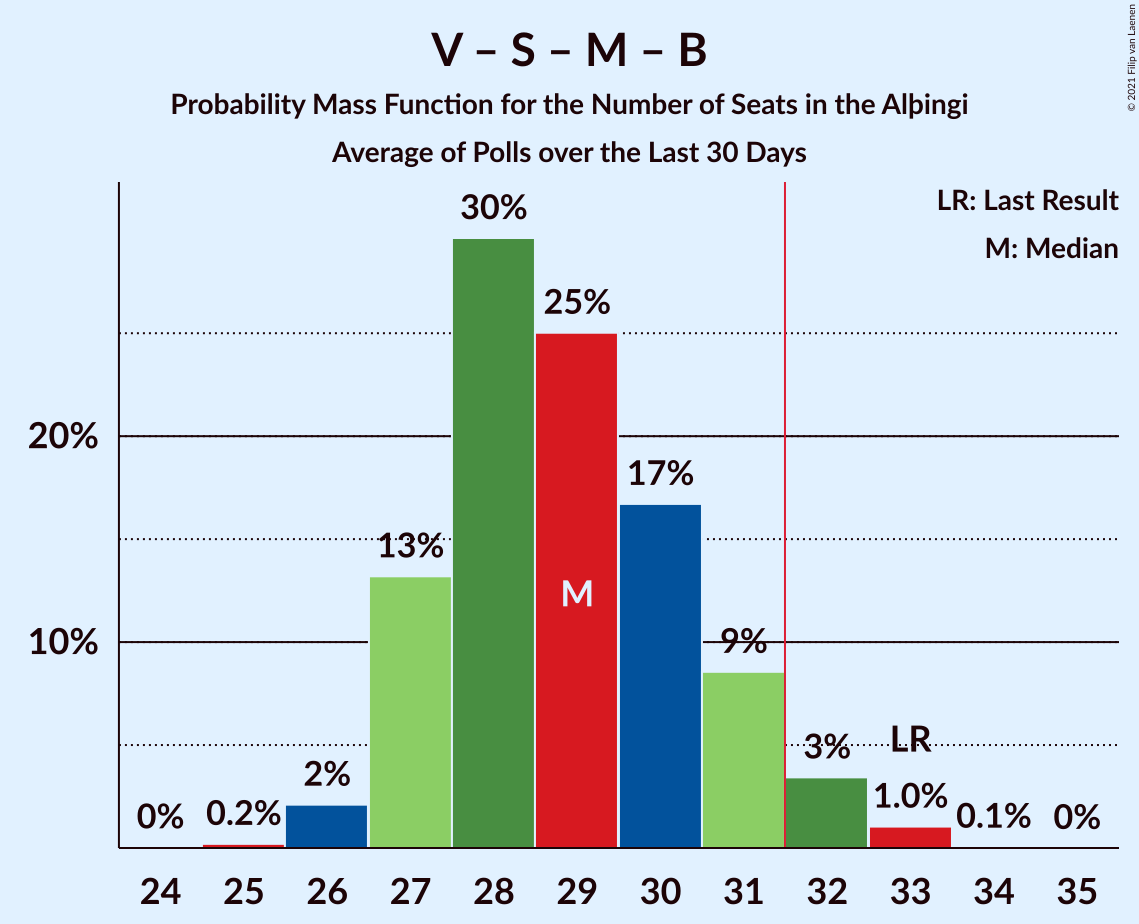 V – S – M – B
Probability Mass Function for the Number of Seats in the Alþingi
Average of Polls over the Last 30 Days
© 2021 Filip van Laenen
LR: Last Result
M: Median
30%
25%
20%
17%
13%
M
10%
9%
LR
3%
2%
1.0%
0%
0.2%
0.1%
0%
24 25 26 27 28 29 30 31 32 33 34 35